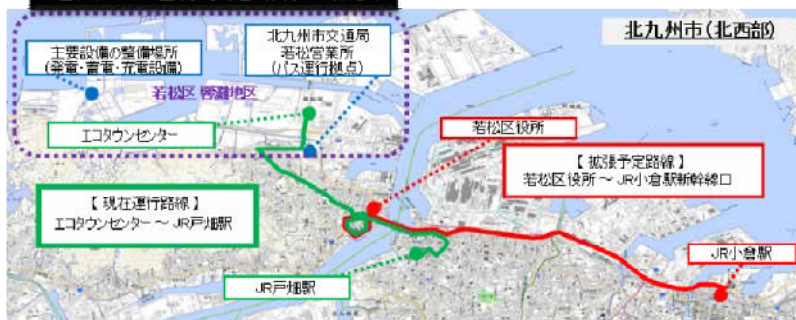 北九州市(北西部)
主要設備の整備場所
(発電・蓄電・充電設備)
北九州市交通局
若松営業所
(バス運行拠点)
若松区 響灘地区
エコタウンセンター
若松区役所
【 拡張予定路線 】
若松区役所 ～ JR小倉駅新幹線口
【 現在運行路線 】
エコタウンセンター ～ JR戸畑駅
JR戸畑駅
JR小倉駅